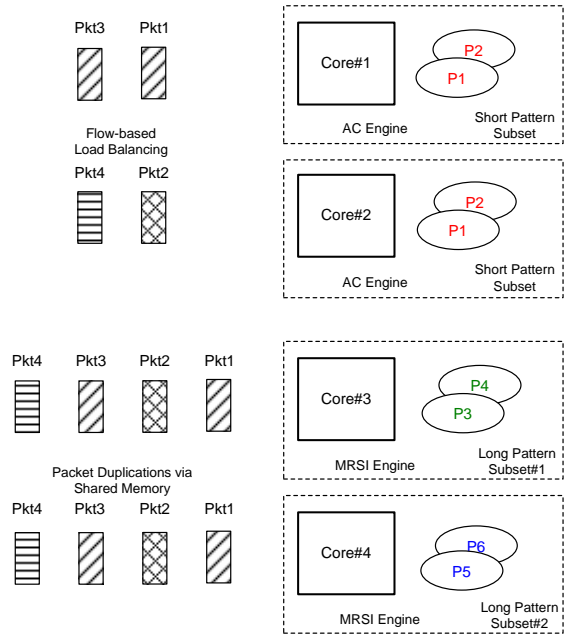 Pkt3 Pkt1
Core#1
P2
P1
Flow-based
Load Balancing
AC Engine
Short Pattern
Subset
Pkt4 Pkt2
Core#2
P2
P1
AC Engine
Short Pattern
Subset
Pkt4 Pkt3 Pkt2 Pkt1
Core#3
P4
P3
MRSI Engine
Long Pattern
Subset#1
Packet Duplications via
Shared Memory
Pkt4 Pkt3 Pkt2 Pkt1
Core#4
P6
P5
MRSI Engine
Long Pattern
Subset#2